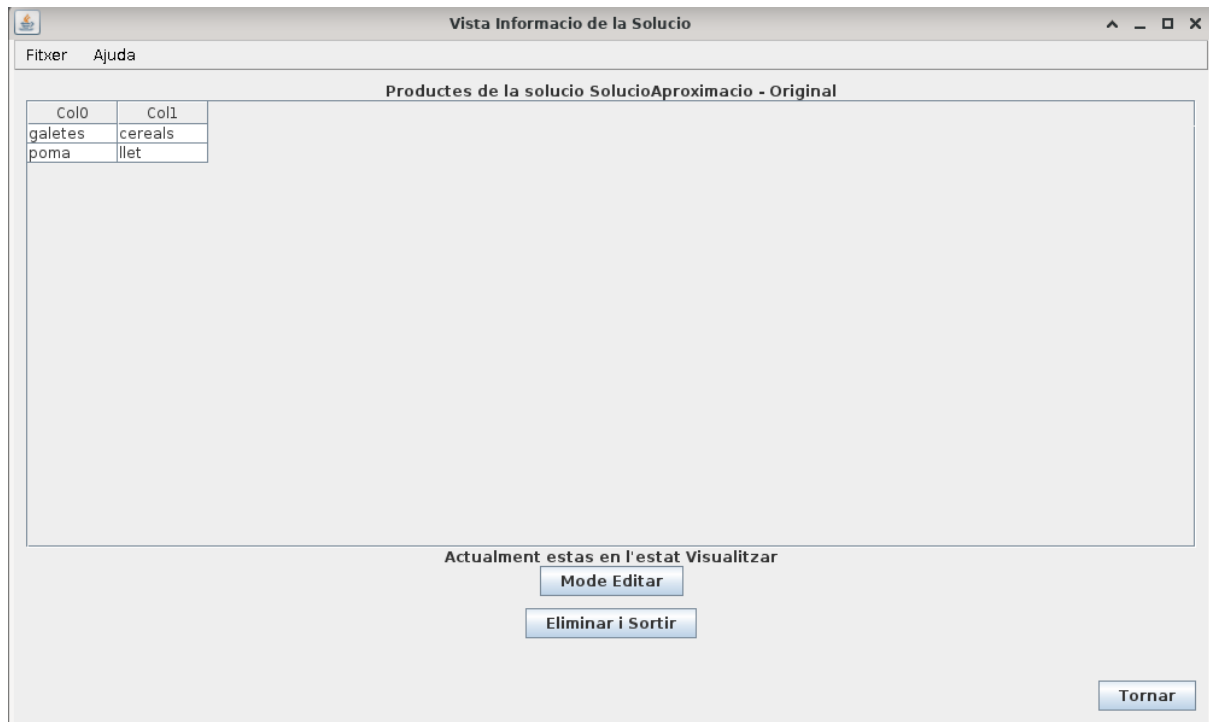 Vista Informacio de la Solucio
Fitxer Ajuda
Productes de la solucio SolucioAproximacio - Original
Col0 Col1
galetes cereals
poma llet
Actualment estas en l'estat Visualitzar
Mode Editar
Eliminar i Sortir
Tornar